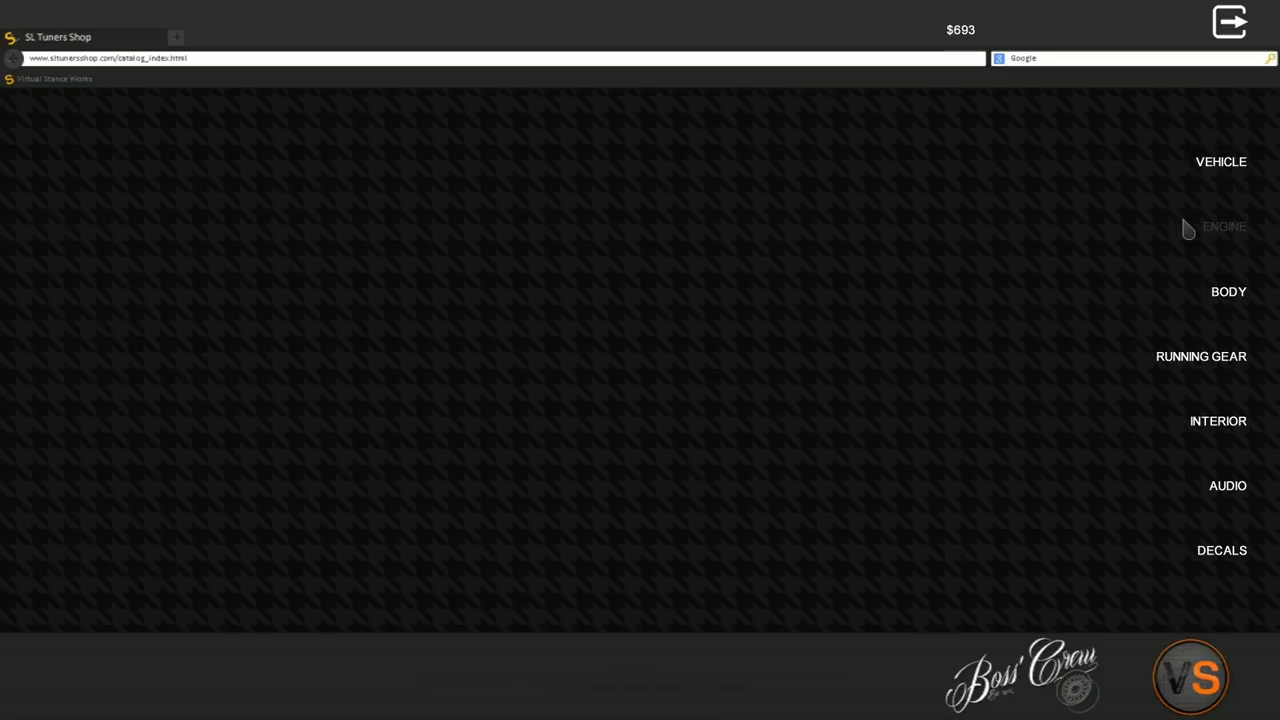 SL Tuners Shop
+
$693
www.sltunersshop.com/catalog_index.html
Google
Virtual Stance Works
VEHICLE
ENGINE
BODY
RUNNING GEAR
INTERIOR
AUDIO
DECALS
Boss' Crew
VS